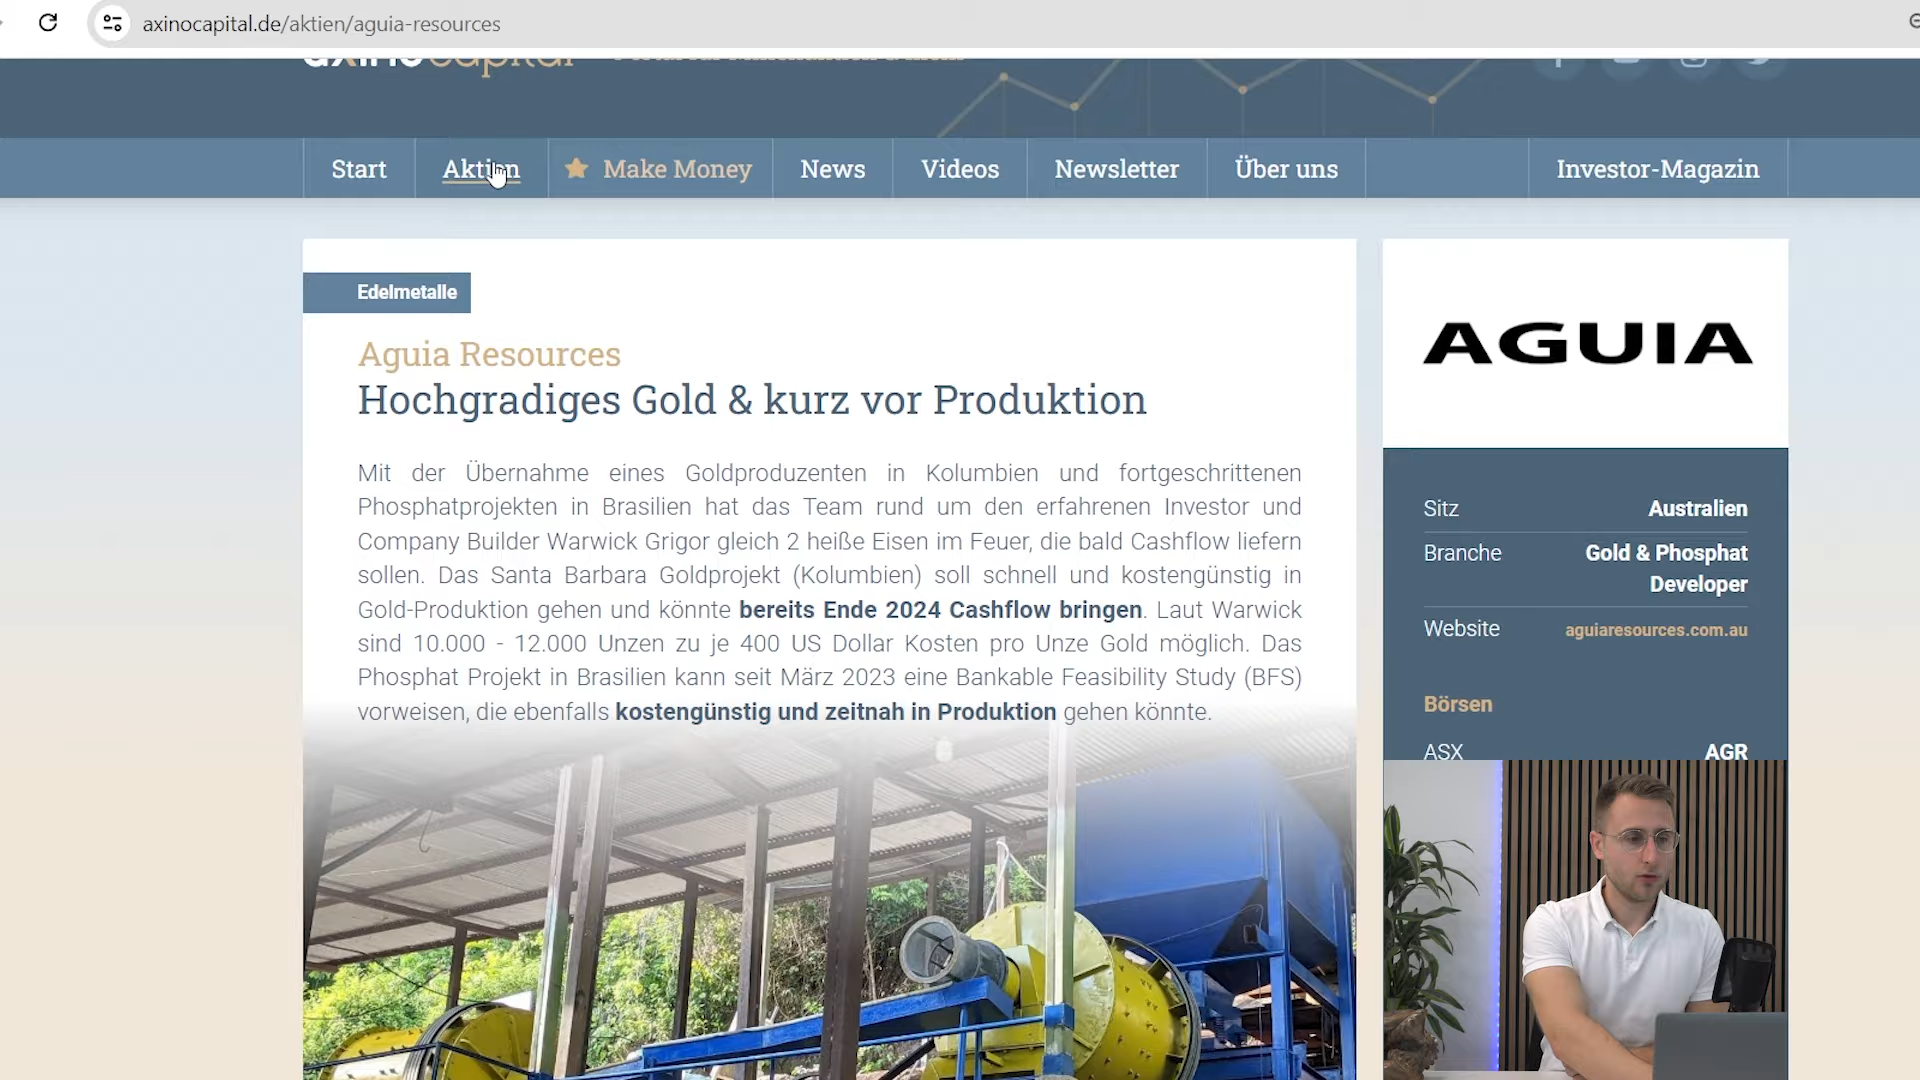 axinocapital.de/aktien/aguia-resources
Start
Aktien
Make Money
News
Videos
Newsletter
Über uns
Investor-Magazin
Edelmetalle
Aguia Resources
Hochgradiges Gold & kurz vor Produktion
Mit der Übernahme eines Goldproduzenten in Kolumbien und fortgeschrittenen
Phosphatprojekten in Brasilien hat das Team rund um den erfahrenen Investor und
Company Builder Warwick Grigor gleich 2 heiße Eisen im Feuer, die bald Cashflow liefern
sollen. Das Santa Barbara Goldprojekt (Kolumbien) soll schnell und kostengünstig in
Gold-Produktion gehen und könnte bereits Ende 2024 Cashflow bringen. Laut Warwick
sind 10.000 - 12.000 Unzen zu je 400 US Dollar Kosten pro Unze Gold möglich. Das
Phosphat Projekt in Brasilien kann seit März 2023 eine Bankable Feasibility Study (BFS)
vorweisen, die ebenfalls kostengünstig und zeitnah in Produktion gehen könnte.
AGUIA
Sitz Australien
Branche Gold & Phosphat
Developer
Website aguiaresources.com.au
Börsen
ASX AGR